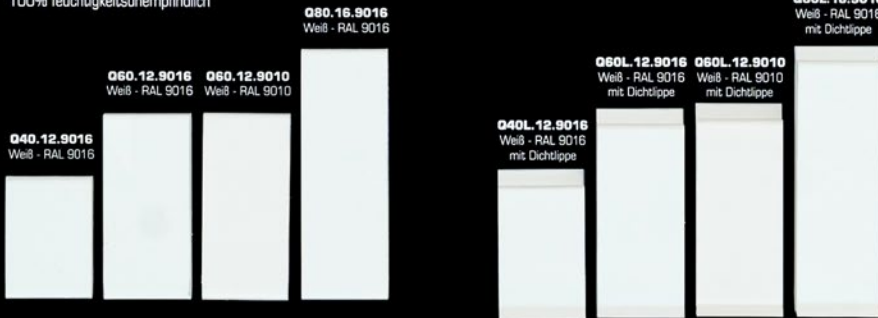 100% feuchtigkeitsunempfindlich
Q40.12.9016
Weiß - RAL 9016
Q60.12.9016
Weiß - RAL 9016
Q60.12.9010
Weiß - RAL 9010
Q80.16.9016
Weiß - RAL 9016
Q40L.12.9016
Weiß - RAL 9016
mit Dichtlippe
Q60L.12.9016
Weiß - RAL 9016
mit Dichtlippe
Q60L.12.9010
Weiß - RAL 9010
mit Dichtlippe
Weiß - RAL 9016
mit Dichtlippe